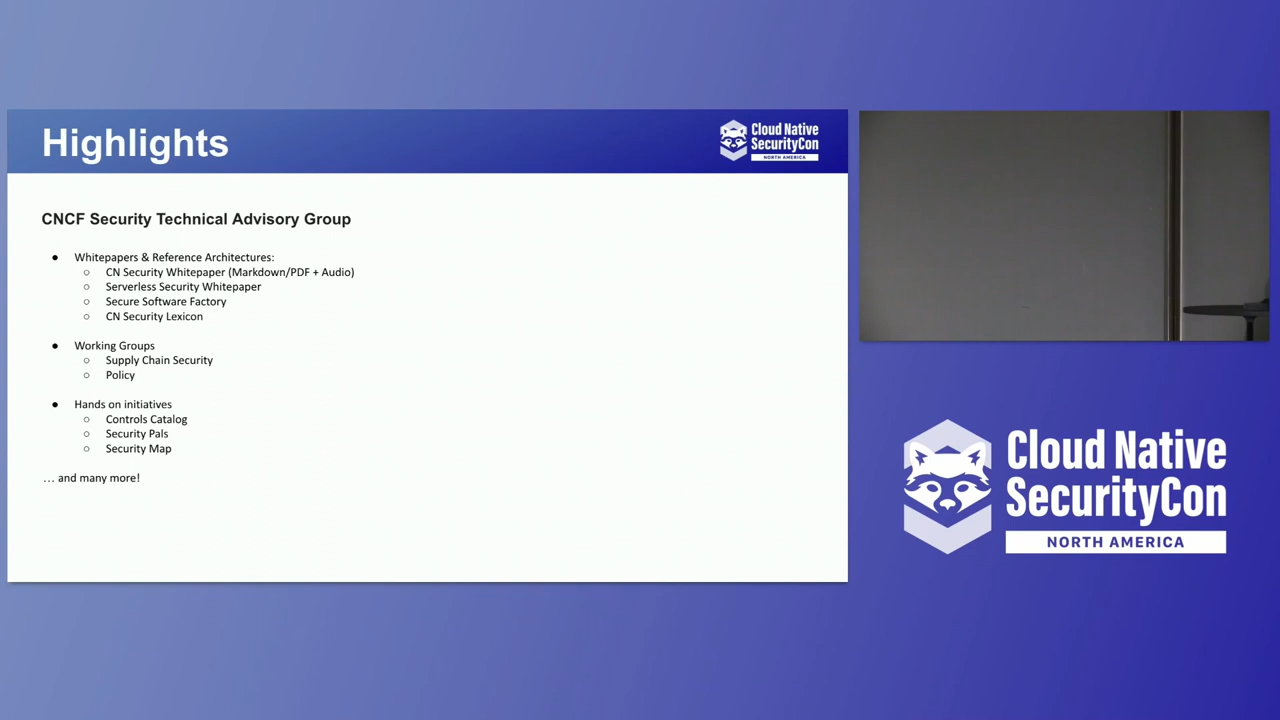 Highlights
Cloud Native
SecurityCon
NORTH AMERICA
CNCF Security Technical Advisory Group
● Whitepapers & Reference Architectures:
○ CN Security Whitepaper (Markdown/PDF + Audio)
○ Serverless Security Whitepaper
○ Secure Software Factory
○ CN Security Lexicon
● Working Groups
○ Supply Chain Security
○ Policy
● Hands on initiatives
○ Controls Catalog
○ Security Pals
○ Security Map
… and many more!
Cloud Native
SecurityCon
NORTH AMERICA